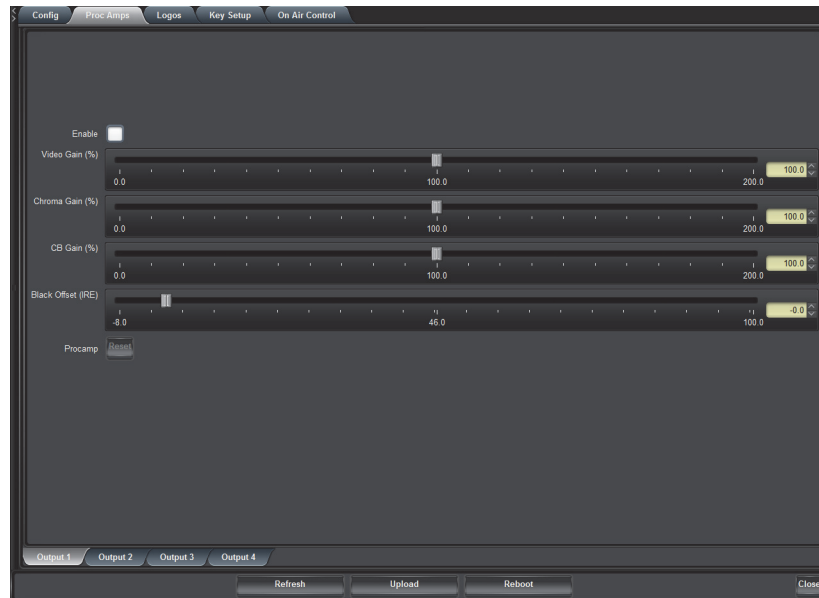 Config Proc Amps Logos Key Setup On Air Control
Enable
Video Gain (%)
0.0 100.0 200.0 100.0
Chroma Gain (%)
0.0 100.0 200.0 100.0
CB Gain (%)
0.0 100.0 200.0 100.0
Black Offset (IRE)
-8.0 46.0 100.0 -0.0
Procamp Reset
Output 1 Output 2 Output 3 Output 4
Refresh Upload Reboot Close